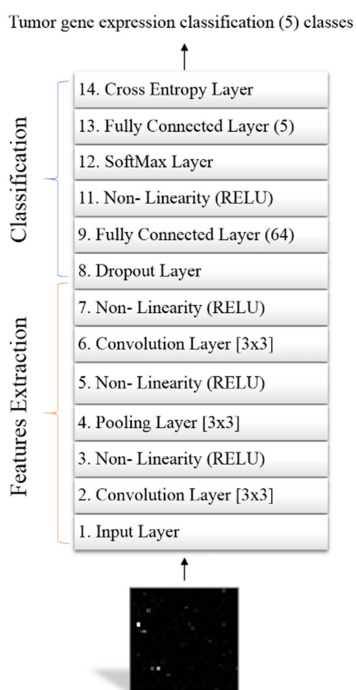 Tumor gene expression classification (5) classes
14. Cross Entropy Layer
13. Fully Connected Layer (5)
12. SoftMax Layer
11. Non- Linearity (RELU)
9. Fully Connected Layer (64)
8. Dropout Layer
Classification
7. Non- Linearity (RELU)
6. Convolution Layer [3x3]
5. Non- Linearity (RELU)
4. Pooling Layer [3x3]
3. Non- Linearity (RELU)
2. Convolution Layer [3x3]
1. Input Layer
Features Extraction